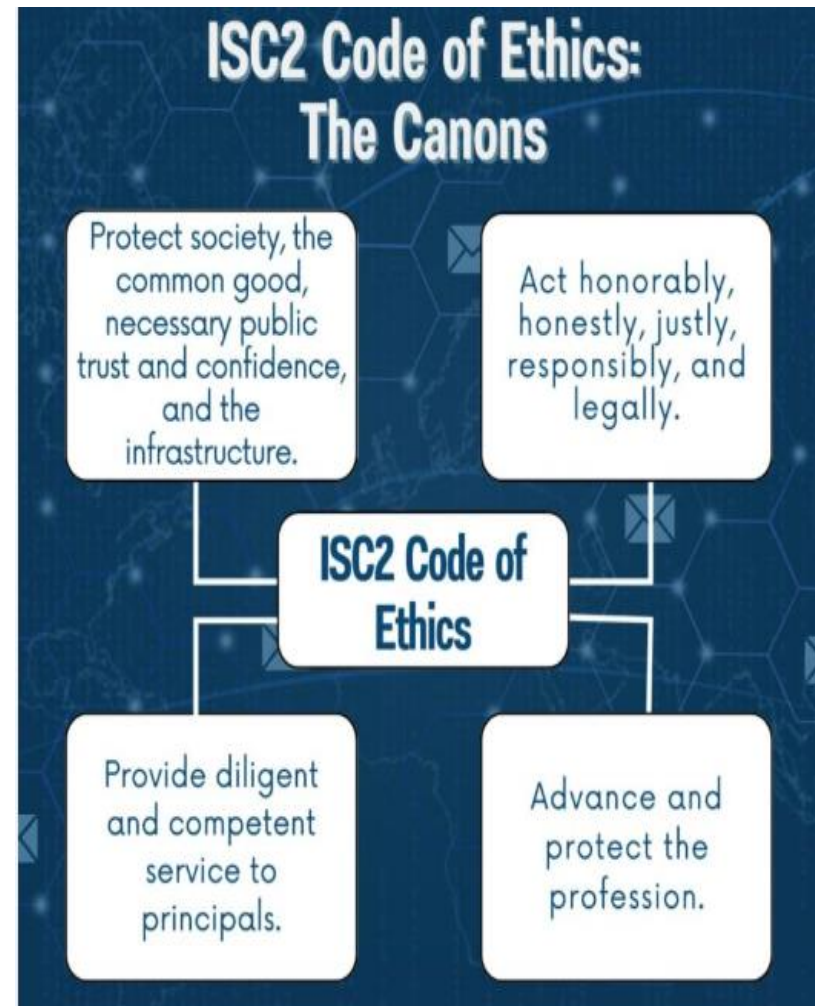 ISC2 Code of Ethics:
The Canons
Protect society, the
common good,
necessary public
trust and confidence,
and the
infrastructure.
Act honorably,
honestly, justly,
responsibly, and
legally.
ISC2 Code of
Ethics
Provide diligent
and competent
service to
principals.
Advance and
protect the
profession.